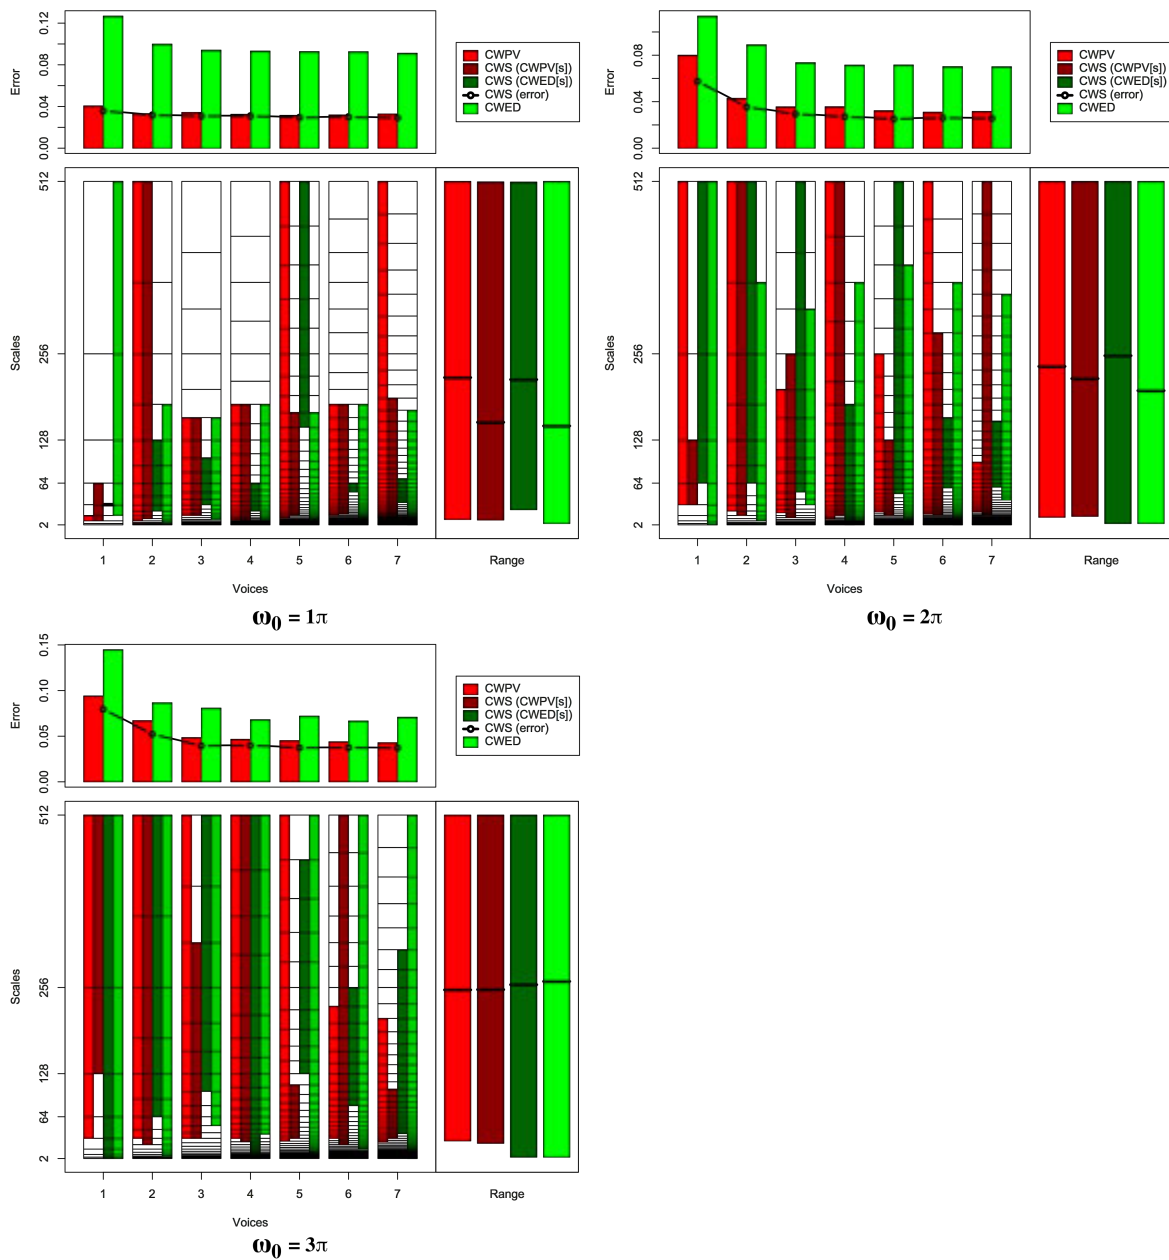 Error
0.00
0.04
0.08
0.12
CWPV
CWS (CWPV[s])
CWS (CWED[s])
CWS (error)
CWED
Scales
512
256
128
64
2
1 2 3 4 5 6 7
Voices
Range
ω0 = 1π
Error
0.00
0.04
0.08
CWPV
CWS (CWPV[s])
CWS (CWED[s])
CWS (error)
CWED
Scales
512
256
128
64
2
1 2 3 4 5 6 7
Voices
Range
ω0 = 2π
Error
0.00
0.05
0.10
0.15
CWPV
CWS (CWPV[s])
CWS (CWED[s])
CWS (error)
CWED
Scales
512
256
128
64
2
1 2 3 4 5 6 7
Voices
Range
ω0 = 3π